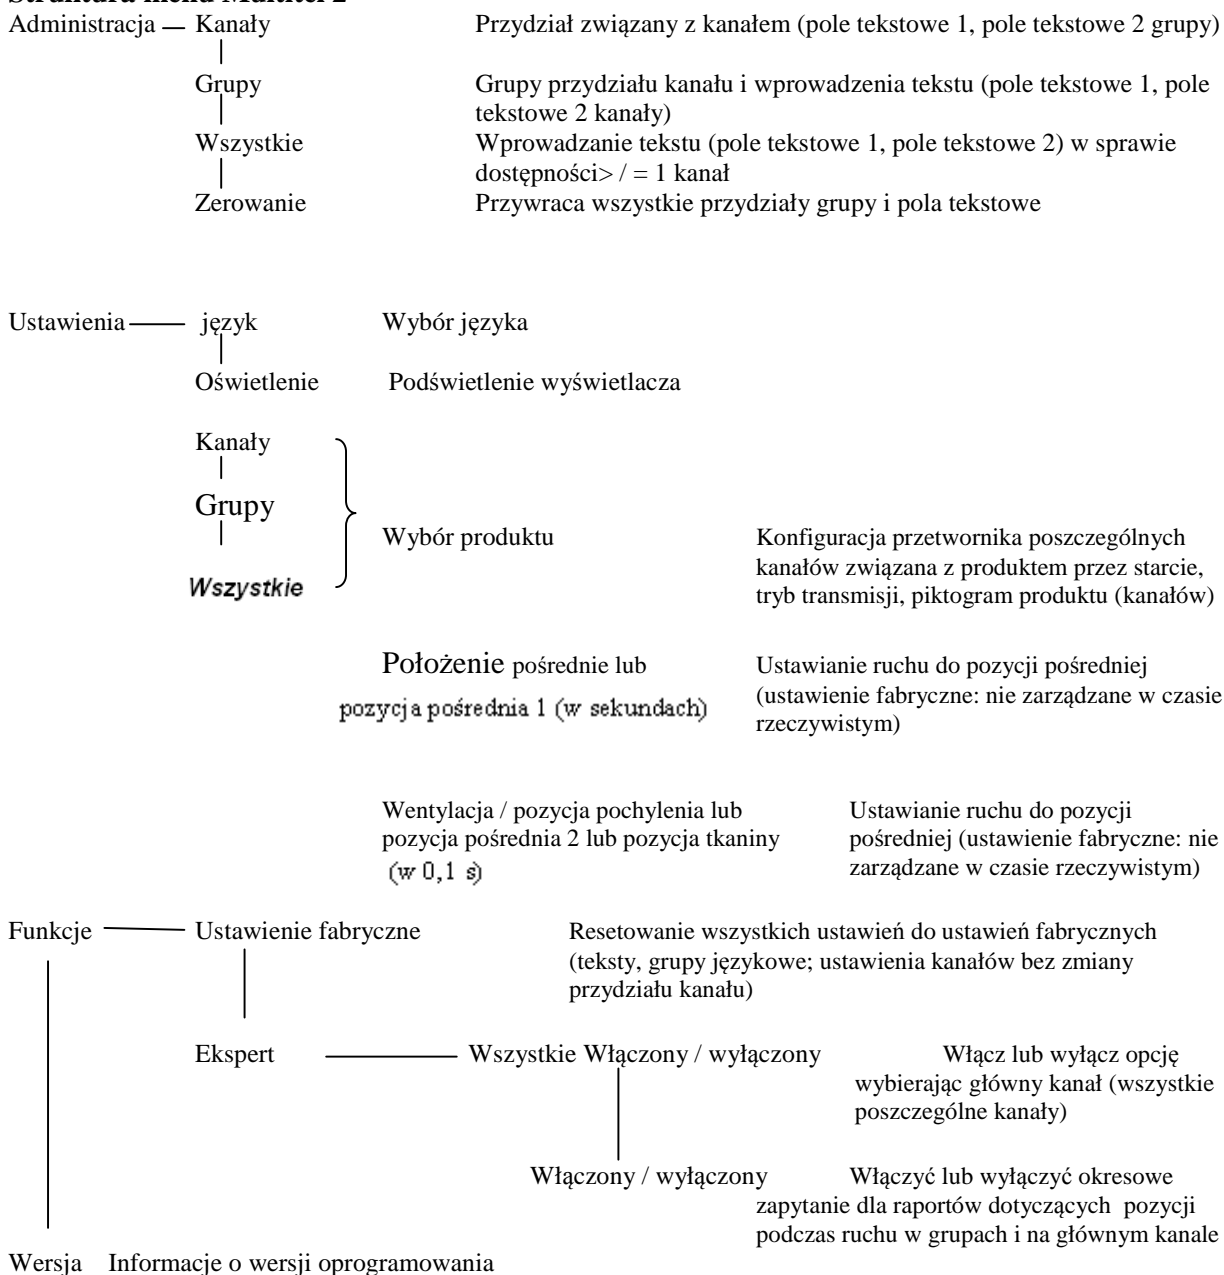 Struktura menu Multitel 2
Administracja Kanały Przydział związany z kanałem (pole tekstowe 1, pole tekstowe 2 grupy)
Grupy Grupy przydziału kanału i wprowadzenia tekstu (pole tekstowe 1, pole
tekstowe 2 kanały)
Wszystkie Wprowadzanie tekstu (pole tekstowe 1, pole tekstowe 2) w sprawie
dostępności> / = 1 kanał
Zerowanie Przywraca wszystkie przydziały grupy i pola tekstowe
Ustawienia język Wybór języka
Oświetlenie Podświetlenie wyświetlacza
Kanały
Grupy
Wybór produktu Konfiguracja przetwornika poszczególnych
kanałów związana z produktem przez starcie,
Wszystkie tryb transmisji, piktogram produktu (kanałów)
Położenie pośrednie lub Ustawianie ruchu do pozycji pośredniej
pozycja pośrednia 1 (w sekundach) (ustawienie fabryczne: nie zarządzane w czasie
rzeczywistym)
Wentylacja / pozycja pochylenia lub Ustawianie ruchu do pozycji
pozycja pośrednia 2 lub pozycja tkaniny pośredniej (ustawienie fabryczne: nie
(w 0,1 s) zarządzane w czasie rzeczywistym)
Funkcje Ustawienie fabryczne Resetowanie wszystkich ustawień do ustawień fabrycznych
(teksty, grupy językowe; ustawienia kanałów bez zmiany
przydziału kanału)
Ekspert Wszystkie Włączony / wyłączony Włącz lub wyłącz opcję
wybierając główny kanał (wszystkie
poszczególne kanały)
Włączony / wyłączony Włączyć lub wyłączyć okresowe
zapytanie dla raportów dotyczących pozycji
podczas ruchu w grupach i na głównym kanale
Wersja Informacje o wersji oprogramowania